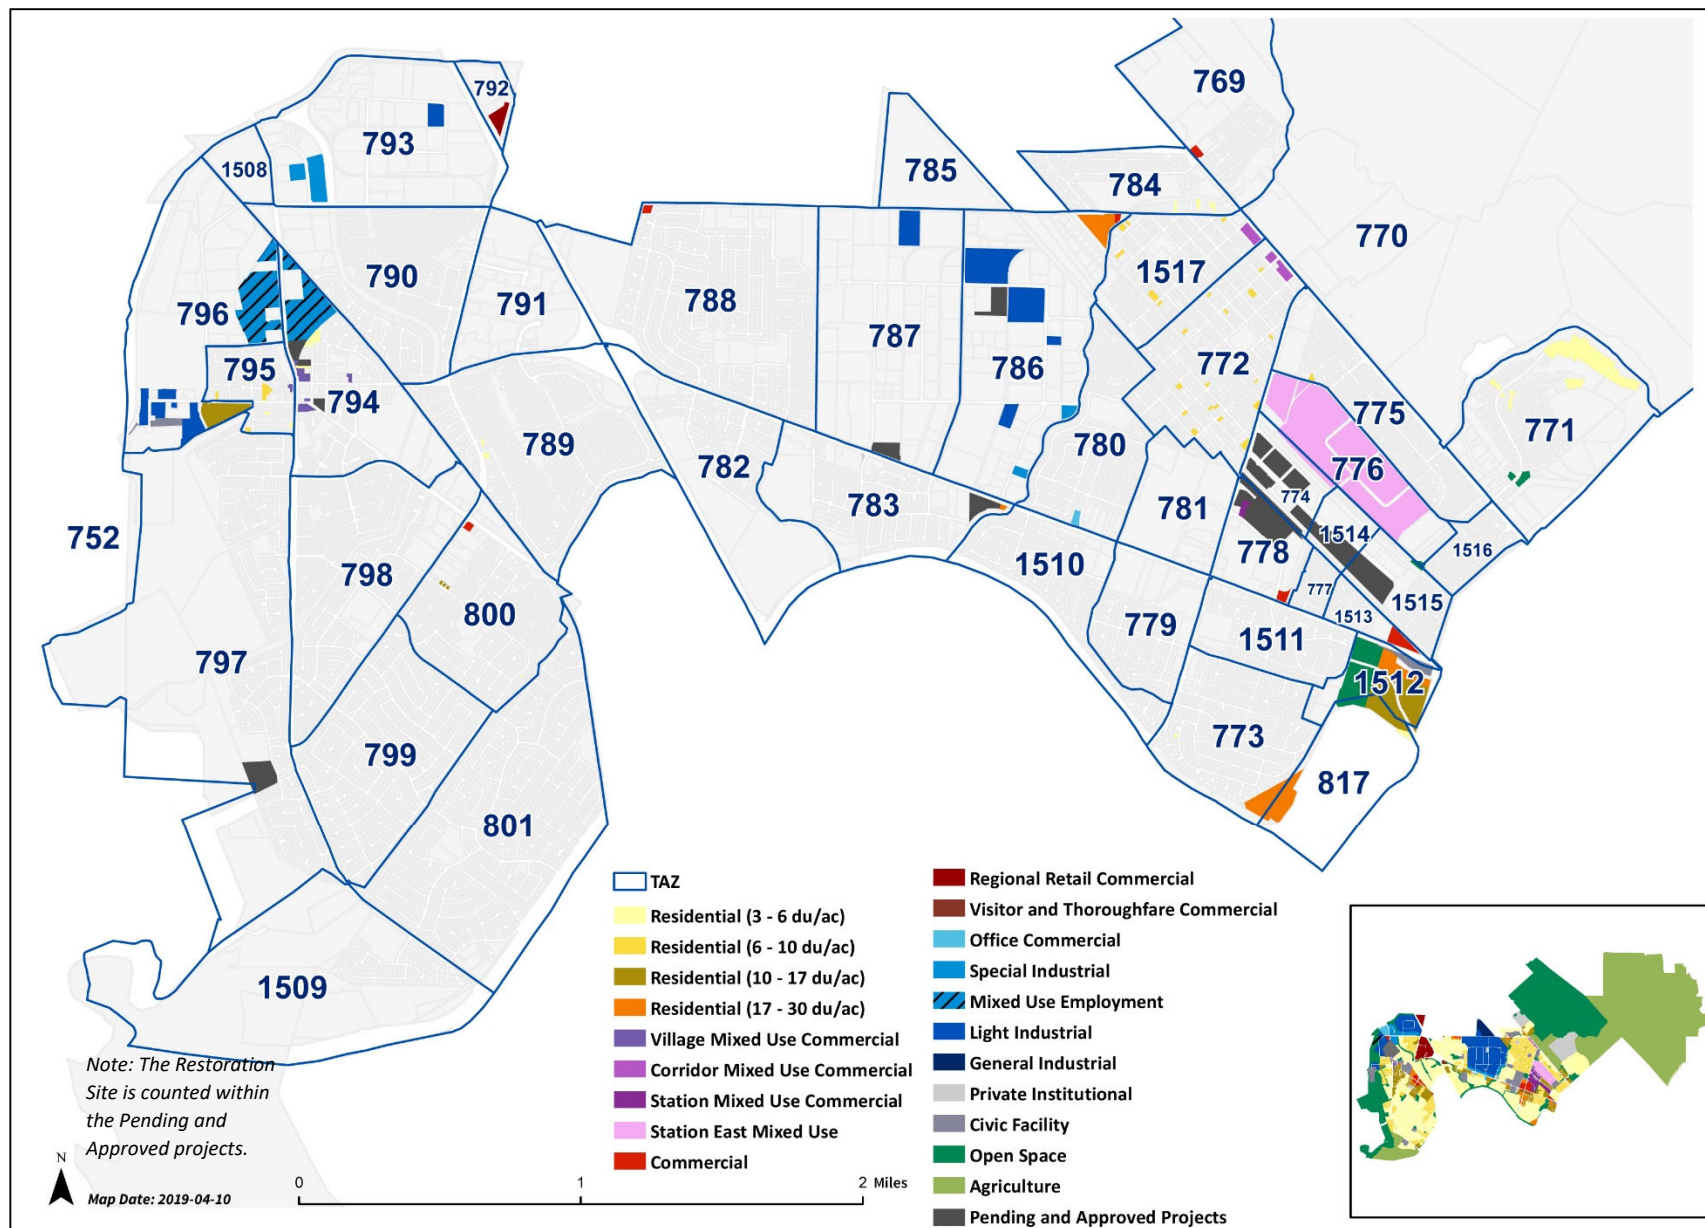 769
792
793
1508
785
784
770
790
791
788
787
786
1517
796
795
794
772
775
771
789
782
783
780
776
781
774
1514
1516
778
752
798
800
1510
777
1515
1513
779
1511
797
1512
799
773
817
801
1509
TAZ
Residential (3 - 6 du/ac)
Residential (6 - 10 du/ac)
Residential (10 - 17 du/ac)
Residential (17 - 30 du/ac)
Village Mixed Use Commercial
Corridor Mixed Use Commercial
Station Mixed Use Commercial
Station East Mixed Use
Commercial
Regional Retail Commercial
Visitor and Thoroughfare Commercial
Office Commercial
Special Industrial
Mixed Use Employment
Light Industrial
General Industrial
Private Institutional
Civic Facility
Open Space
Agriculture
Pending and Approved Projects
Note: The Restoration
Site is counted within
the Pending and
Approved projects.
N
Map Date: 2019-04-10
0 1 2 Miles